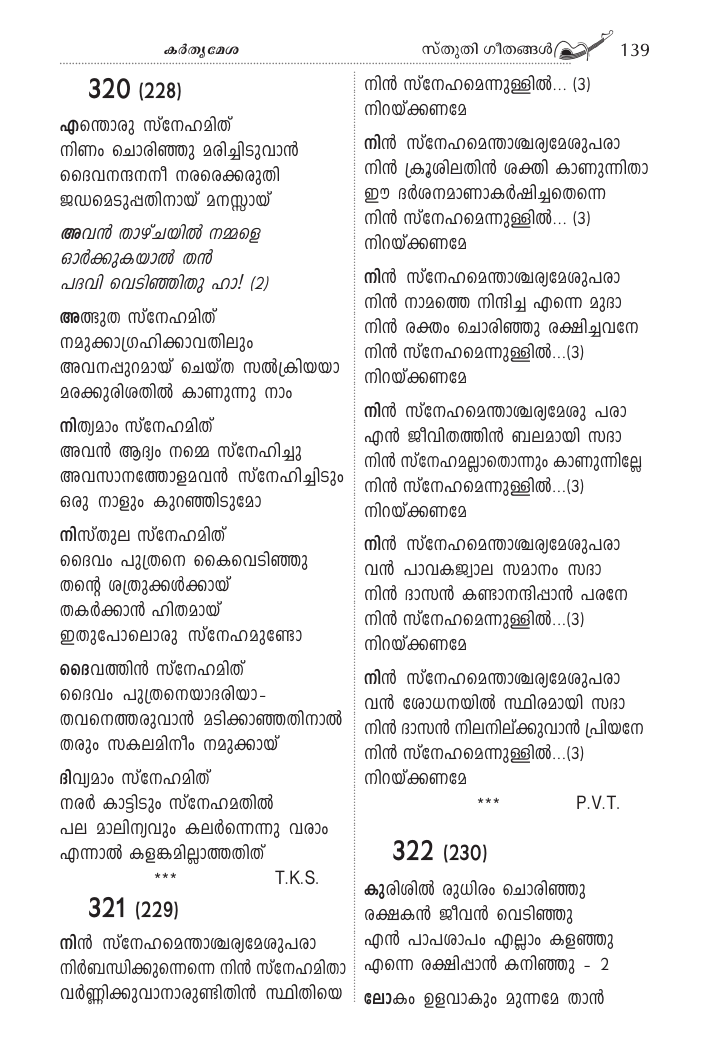 കർതൃമേശ
സ്തുതി ഗീതങ്ങൾ 139
320 (228)
എന്തൊരു സ്നേഹമിത്
നിണം ചൊരിഞ്ഞു മരിച്ചിടുവാൻ
ദൈവനന്ദനനീ നരരെക്കരുതി
ജഡമെടുപ്പതിനായ് മനസ്സായ്
അവൻ താഴ്ചയിൽ നമ്മളെ
ഓർക്കുകയാൽ തൻ
പദവി വെടിഞ്ഞിതു ഹാ! (2)
അത്ഭുത സ്നേഹമിത്
നമുക്കാഗ്രഹിക്കാവതിലും
അവനപ്പുറമായ് ചെയ്ത സൽക്രിയയാ
മരക്കുരിശതിൽ കാണുന്നു നാം
നിത്യമാം സ്നേഹമിത്
അവൻ ആദ്യം നമ്മെ സ്നേഹിച്ചു
അവസാനത്തോളമവൻ സ്നേഹിച്ചിടും
ഒരു നാളും കുറഞ്ഞിടുമോ
നിസ്തുല സ്നേഹമിത്
ദൈവം പുത്രനെ കൈവെടിഞ്ഞു
തന്റെ ശത്രുക്കൾക്കായ്
തകർക്കാൻ ഹിതമായ്
ഇതുപോലൊരു സ്നേഹമുണ്ടോ
ദൈവത്തിൻ സ്നേഹമിത്
ദൈവം പുത്രനെയാദരിയാ-
തവനെത്തരുവാൻ മടിക്കാഞ്ഞതിനാൽ
തരും സകലമിനീം നമുക്കായ്
ദിവ്യമാം സ്നേഹമിത്
നരർ കാട്ടിടും സ്നേഹമതിൽ
പല മാലിന്യവും കലർന്നെന്നു വരാം
എന്നാൽ കളങ്കമില്ലാത്തതിത്
*** T.K.S.
321 (229)
നിൻ സ്നേഹമെന്താശ്ചര്യമേശുപരാ
നിർബന്ധിക്കുന്നെന്നെ നിൻ സ്നേഹമിതാ
വർണ്ണിക്കുവാനാരുണ്ടിതിൻ സ്ഥിതിയെ
നിൻ സ്നേഹമെന്നുള്ളിൽ... (3)
നിറയ്ക്കണമേ
നിൻ സ്നേഹമെന്താശ്ചര്യമേശുപരാ
നിൻ ക്രൂശിലതിൻ ശക്തി കാണുന്നിതാ
ഈ ദർശനമാണാകർഷിച്ചതെന്നെ
നിൻ സ്നേഹമെന്നുള്ളിൽ... (3)
നിറയ്ക്കണമേ
നിൻ സ്നേഹമെന്താശ്ചര്യമേശുപരാ
നിൻ നാമത്തെ നിന്ദിച്ച എന്നെ മുദാ
നിൻ രക്തം ചൊരിഞ്ഞു രക്ഷിച്ചവനേ
നിൻ സ്നേഹമെന്നുള്ളിൽ...(3)
നിറയ്ക്കണമേ
നിൻ സ്നേഹമെന്താശ്ചര്യമേശു പരാ
എൻ ജീവിതത്തിൻ ബലമായി സദാ
നിൻ സ്നേഹമല്ലാതൊന്നും കാണുന്നില്ലേ
നിൻ സ്നേഹമെന്നുള്ളിൽ...(3)
നിറയ്ക്കണമേ
നിൻ സ്നേഹമെന്താശ്ചര്യമേശുപരാ
വൻ പാവകജ്വാല സമാനം സദാ
നിൻ ദാസൻ കണ്ടാനന്ദിപ്പാൻ പരനേ
നിൻ സ്നേഹമെന്നുള്ളിൽ...(3)
നിറയ്ക്കണമേ
നിൻ സ്നേഹമെന്താശ്ചര്യമേശുപരാ
വൻ ശോധനയിൽ സ്ഥിരമായി സദാ
നിൻ ദാസൻ നിലനില്ക്കുവാൻ പ്രിയനേ
നിൻ സ്നേഹമെന്നുള്ളിൽ...(3)
നിറയ്ക്കണമേ
*** P.V.T.
322 (230)
കുരിശിൽ രുധിരം ചൊരിഞ്ഞു
രക്ഷകൻ ജീവൻ വെടിഞ്ഞു
എൻ പാപശാപം എല്ലാം കളഞ്ഞു
എന്നെ രക്ഷിപ്പാൻ കനിഞ്ഞു - 2
ലോകം ഉളവാകും മുന്നമേ താൻ